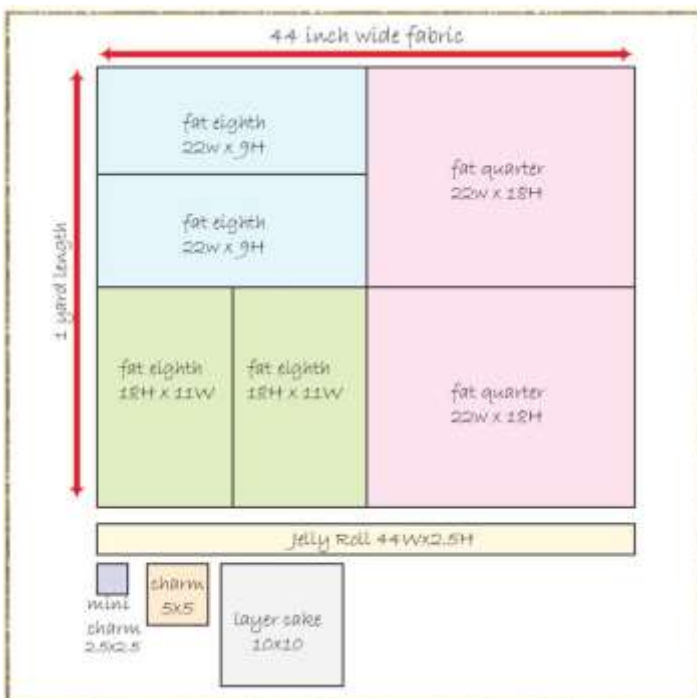 44 inch wide fabric
1 yard length
fat eighth
22w x 9H
fat eighth
22w x 9H
fat quarter
22w x 18H
fat eighth
18H x 11W
fat eighth
18H x 11W
fat quarter
22w x 18H
Jelly Roll 44Wx2.5H
mini
charm
2.5x2.5
charm
5x5
layer cake
10x10